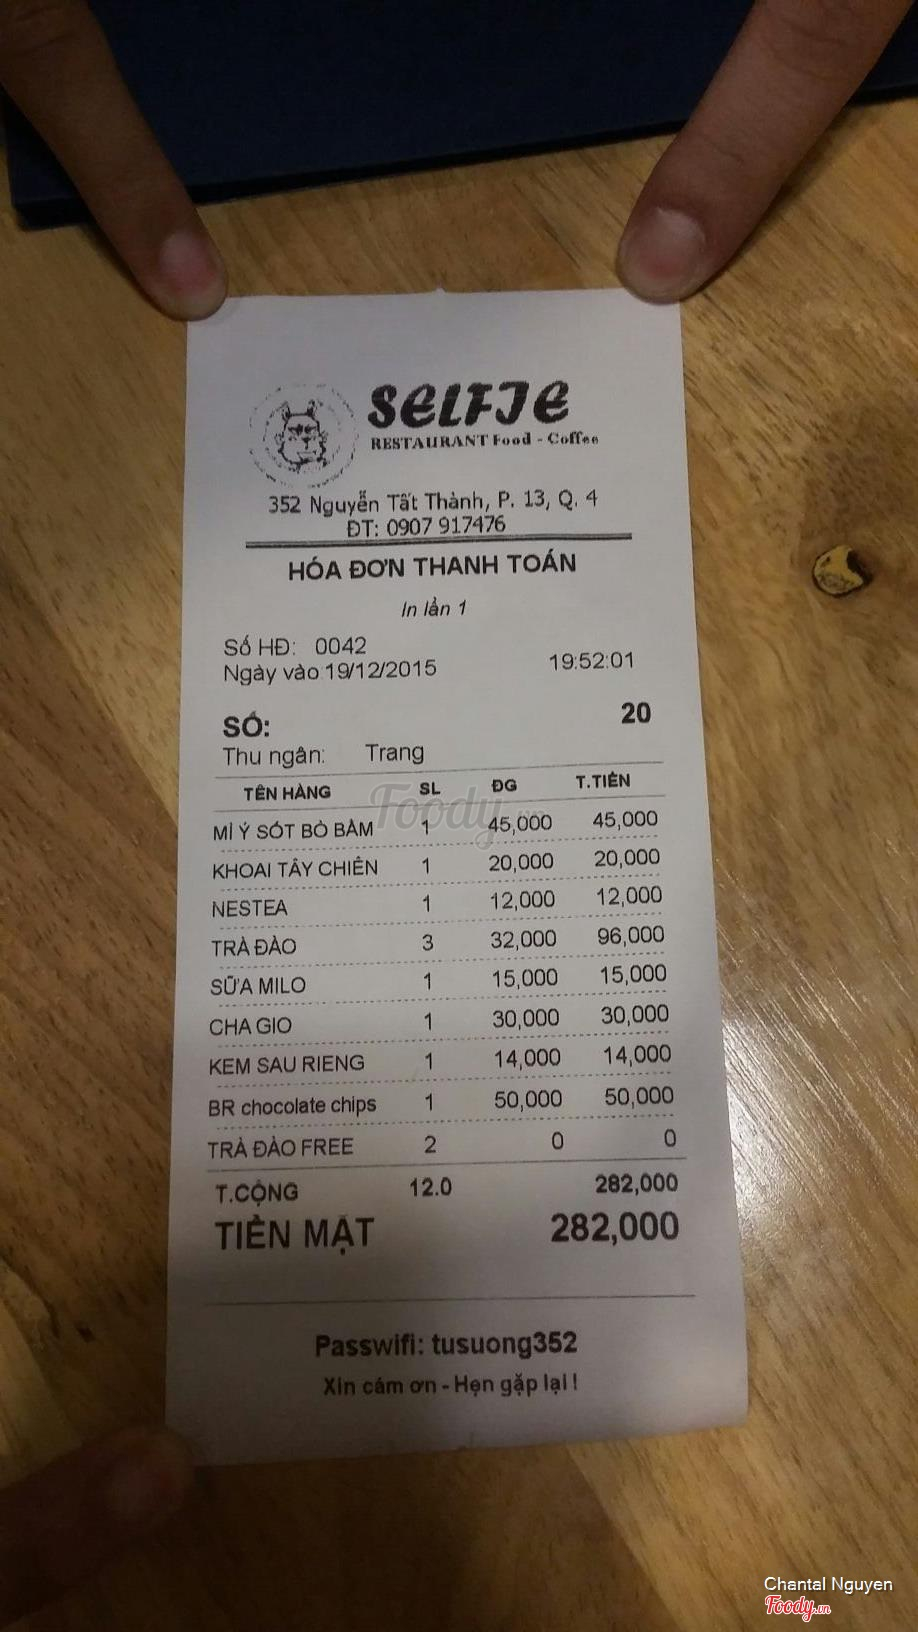 SELFIE
RESTAURANT Food - Coffee
352 Nguyễn Tất Thành, P. 13, Q. 4
ĐT: 0907 917476
HÓA ĐƠN THANH TOÁN
In lần 1
Số HĐ: 0042
Ngày vào 19/12/2015 19:52:01
SỐ: 20
Thu ngân: Trang
TÊN HÀNG SL ĐG T.TIỀN
MÌ Ý SÓT BÒ BẰM 1 45,000 45,000
KHOAI TÂY CHIÊN 1 20,000 20,000
NESTEA 1 12,000 12,000
TRÀ ĐÀO 3 32,000 96,000
SỮA MILO 1 15,000 15,000
CHA GIO 1 30,000 30,000
KEM SAU RIENG 1 14,000 14,000
BR chocolate chips 1 50,000 50,000
TRÀ ĐÀO FREE 2 0 0
T.CỘNG 12.0 282,000
TIỀN MẶT 282,000
Passwifi: tusuong352
Xin cám ơn - Hẹn gặp lại !
Foody.vn
Chantal Nguyen
Foody.vn